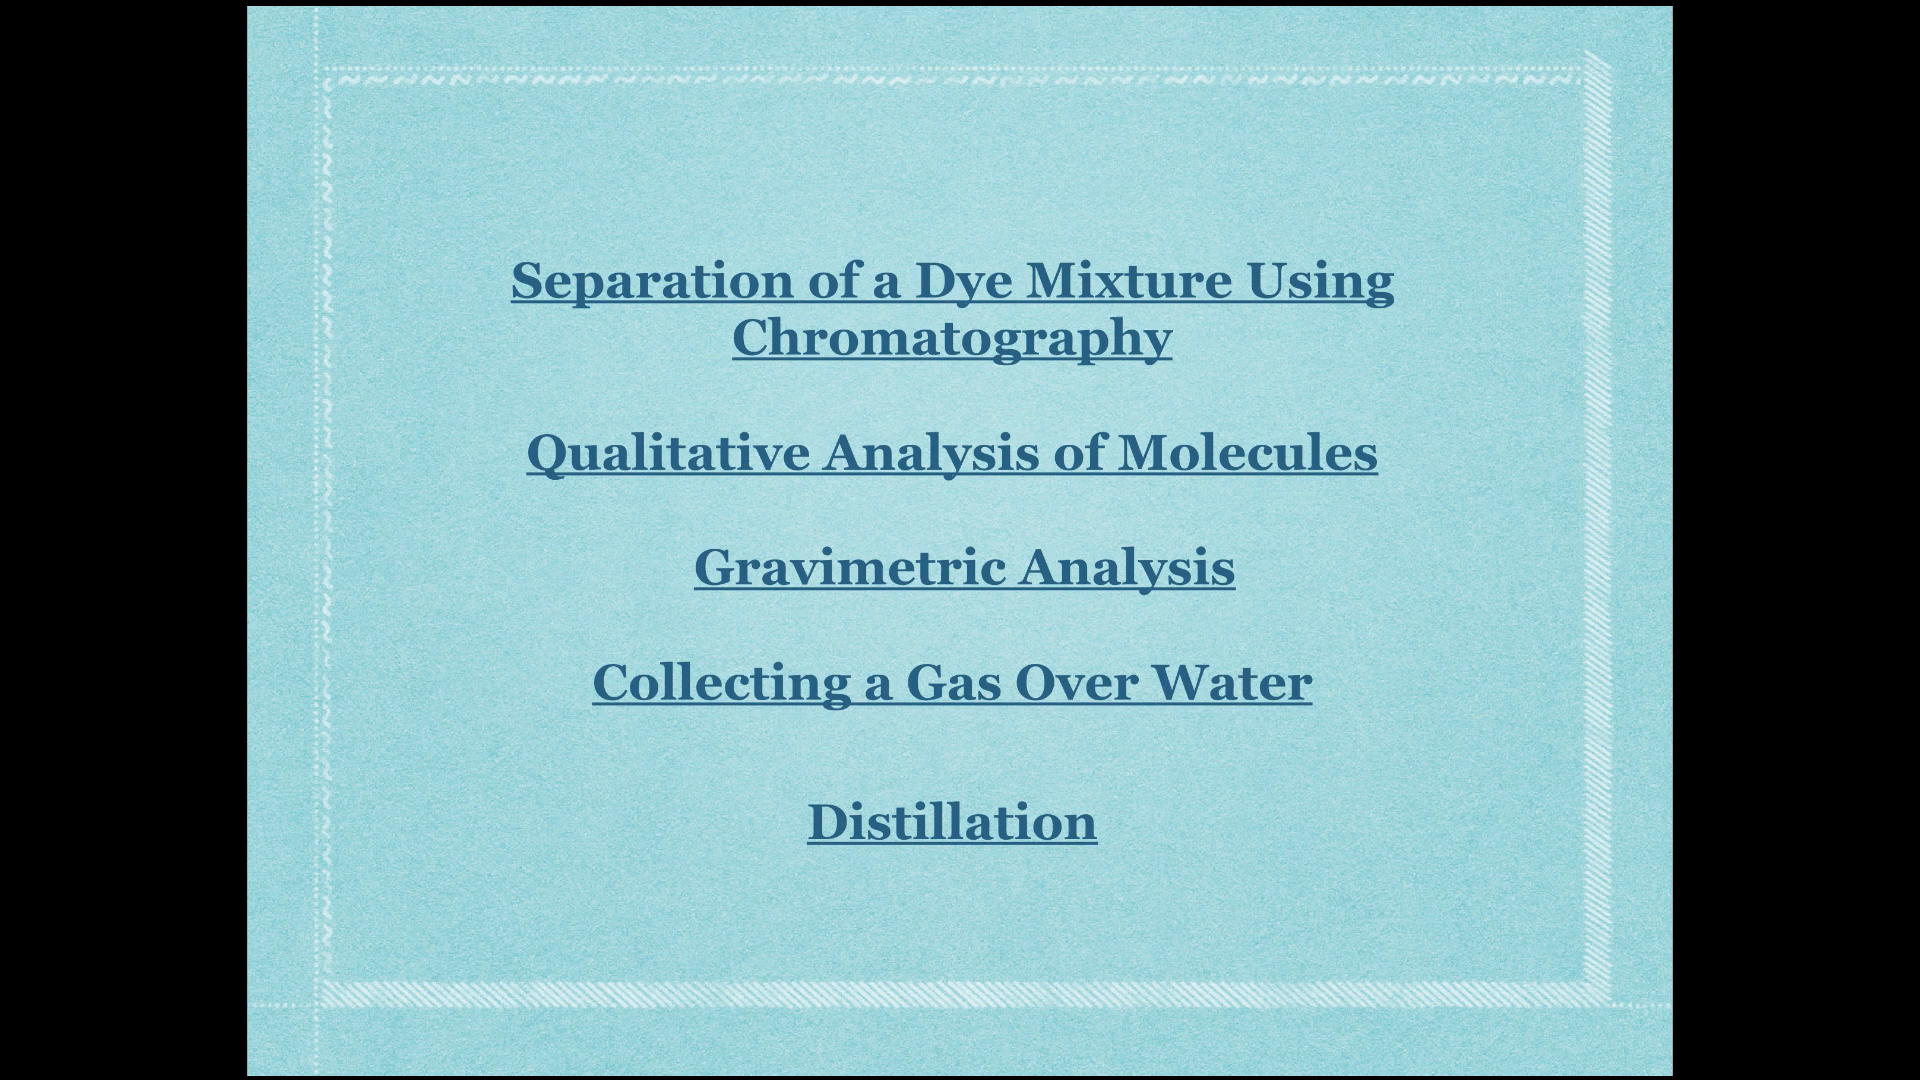 Separation of a Dye Mixture Using
Chromatography
Qualitative Analysis of Molecules
Gravimetric Analysis
Collecting a Gas Over Water
Distillation